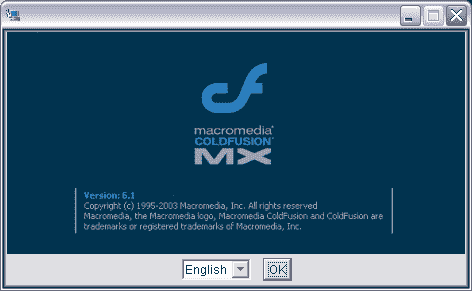 macromedia®
COLDFUSION®
MX
Version: 6.1
Copyright (c) 1995-2003 Macromedia, Inc. All rights reserved
Macromedia, the Macromedia logo, Macromedia ColdFusion and ColdFusion are
trademarks or registered trademarks of Macromedia, Inc.
English OK